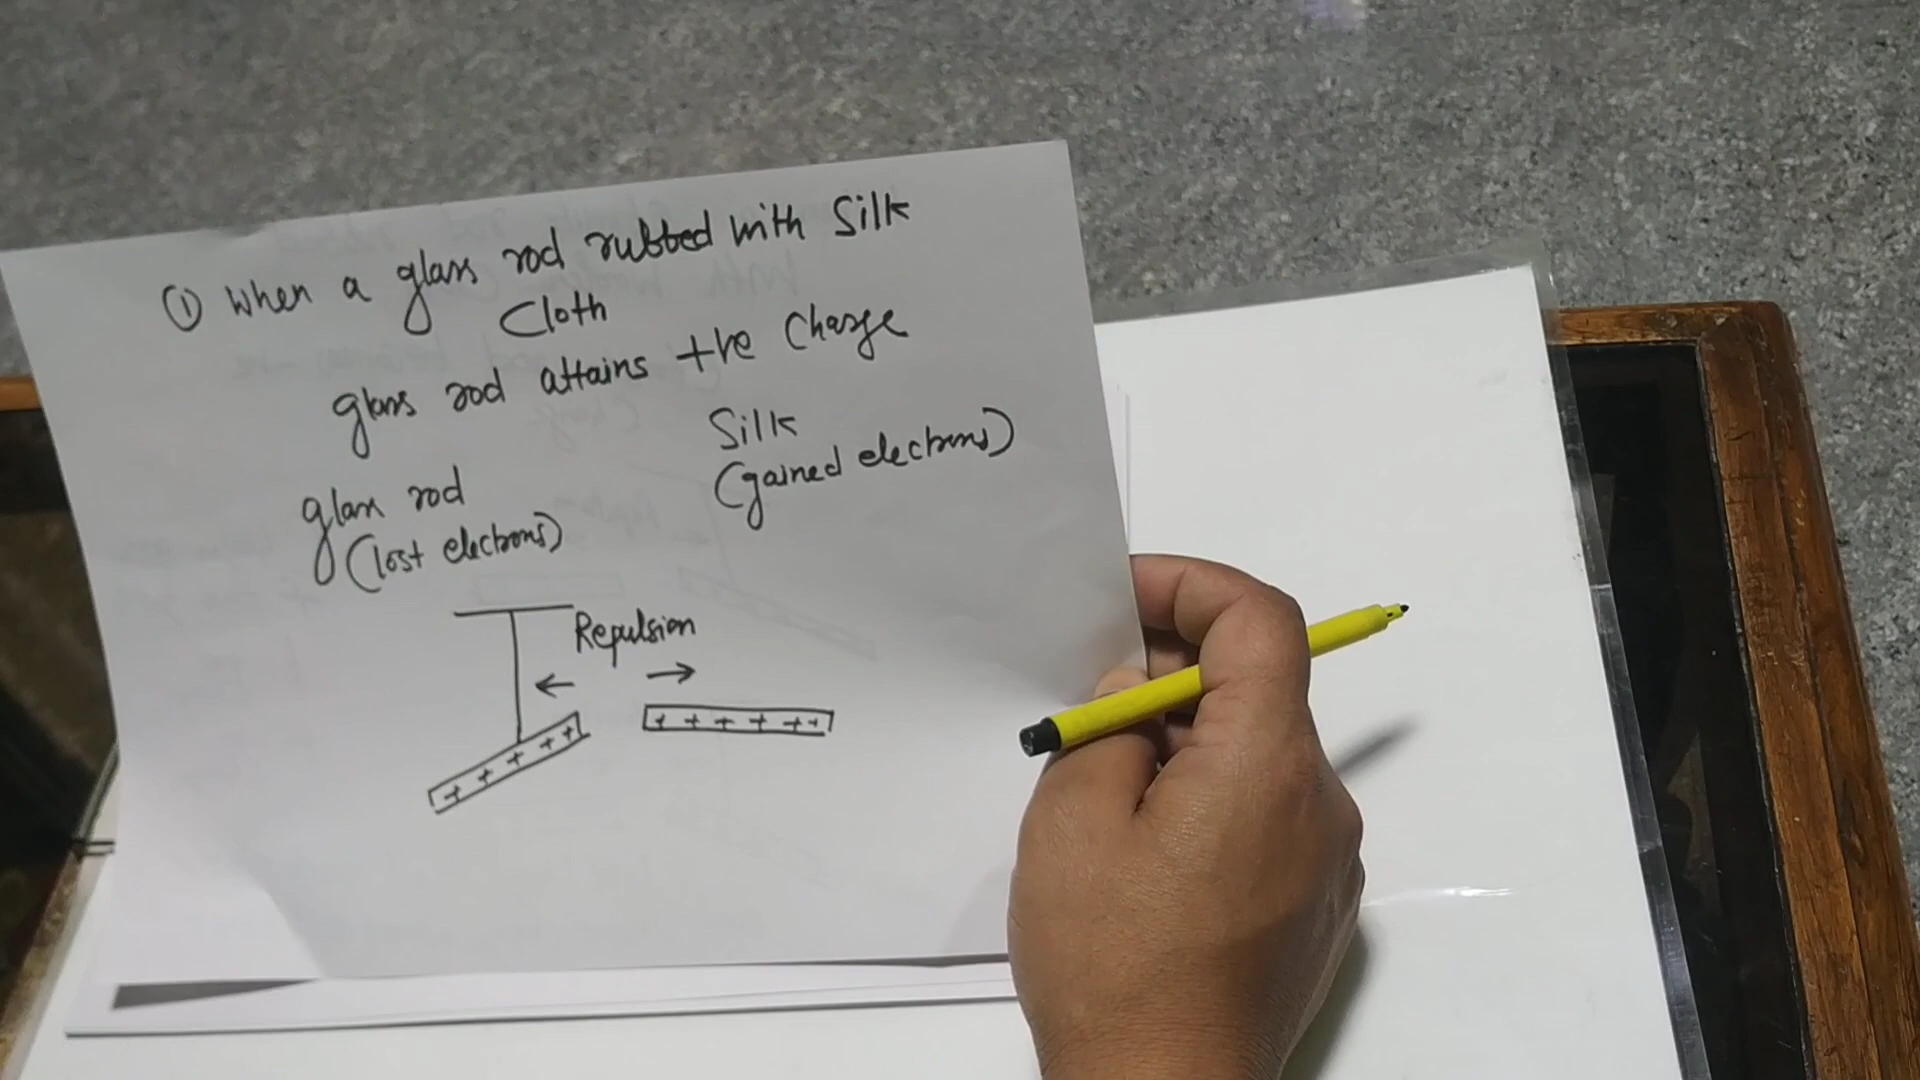 ① When a glass rod rubbed with Silk
Cloth
glass rod attains +ve Charge
Silk
(gained electrons)
glass rod
(lost electrons)
Repulsion
+ + + + +
+ + + + + +